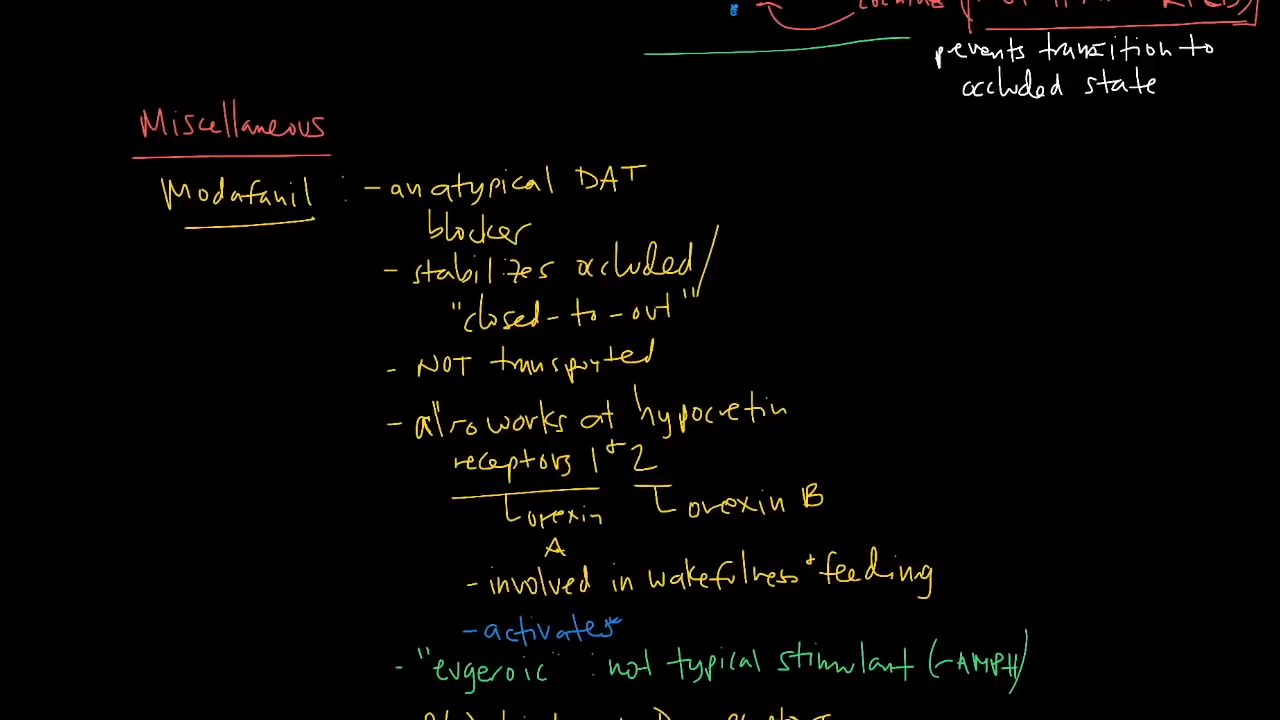 prevents transition to
occluded state
Miscellaneous
Modafanil : - an atypical DAT
blocker
- stabilizes occluded/
"closed-to-out"
- NOT transported
- also works at hypocretin
receptors 1 + 2
orexin A
orexin B
- involved in wakefulness + feeding
- activates
- "eugeroic" : not typical stimulant (-AMPH)